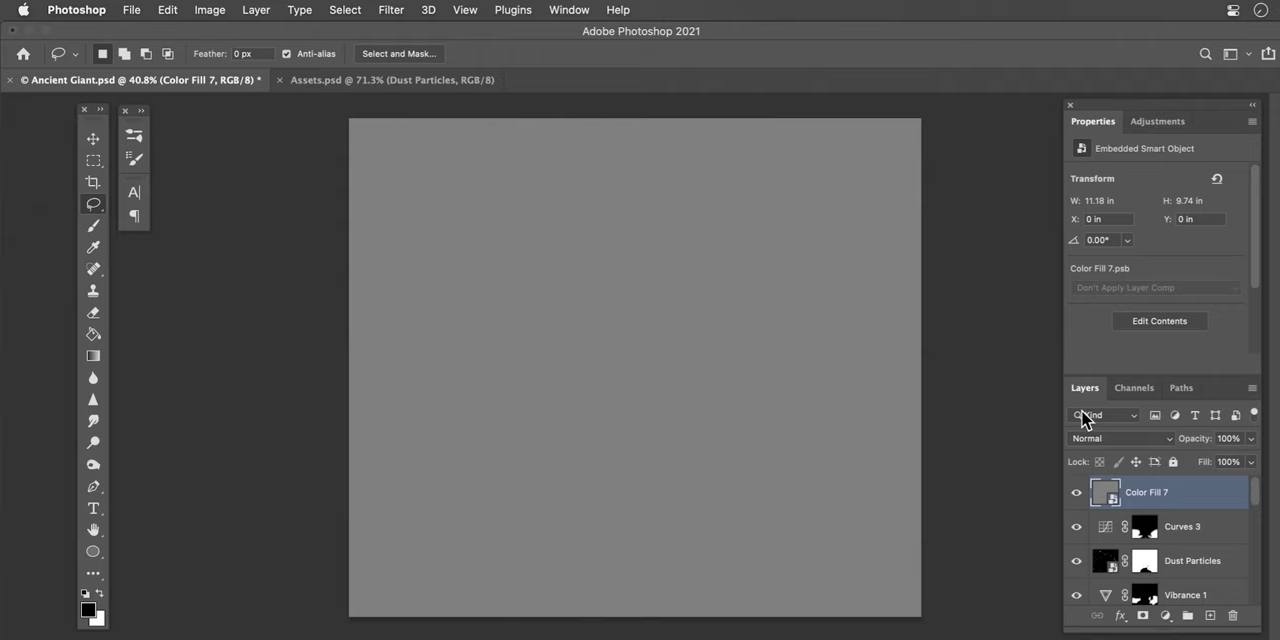 Photoshop File Edit Image Layer Type Select Filter 3D View Plugins Window Help
Adobe Photoshop 2021
Feather: 0 px Anti-alias Select and Mask...
© Ancient Giant.psd @ 40.8% (Color Fill 7, RGB/8) * Assets.psd @ 71.3% (Dust Particles, RGB/8)
Properties Adjustments
Embedded Smart Object
Transform
W: 11.18 in H: 9.74 in
X: 0 in Y: 0 in
0.00°
Color Fill 7.psb
Don't Apply Layer Comp
Edit Contents
Layers Channels Paths
Kind
Normal Opacity: 100%
Lock: Fill: 100%
Color Fill 7
Curves 3
Dust Particles
Vibrance 1